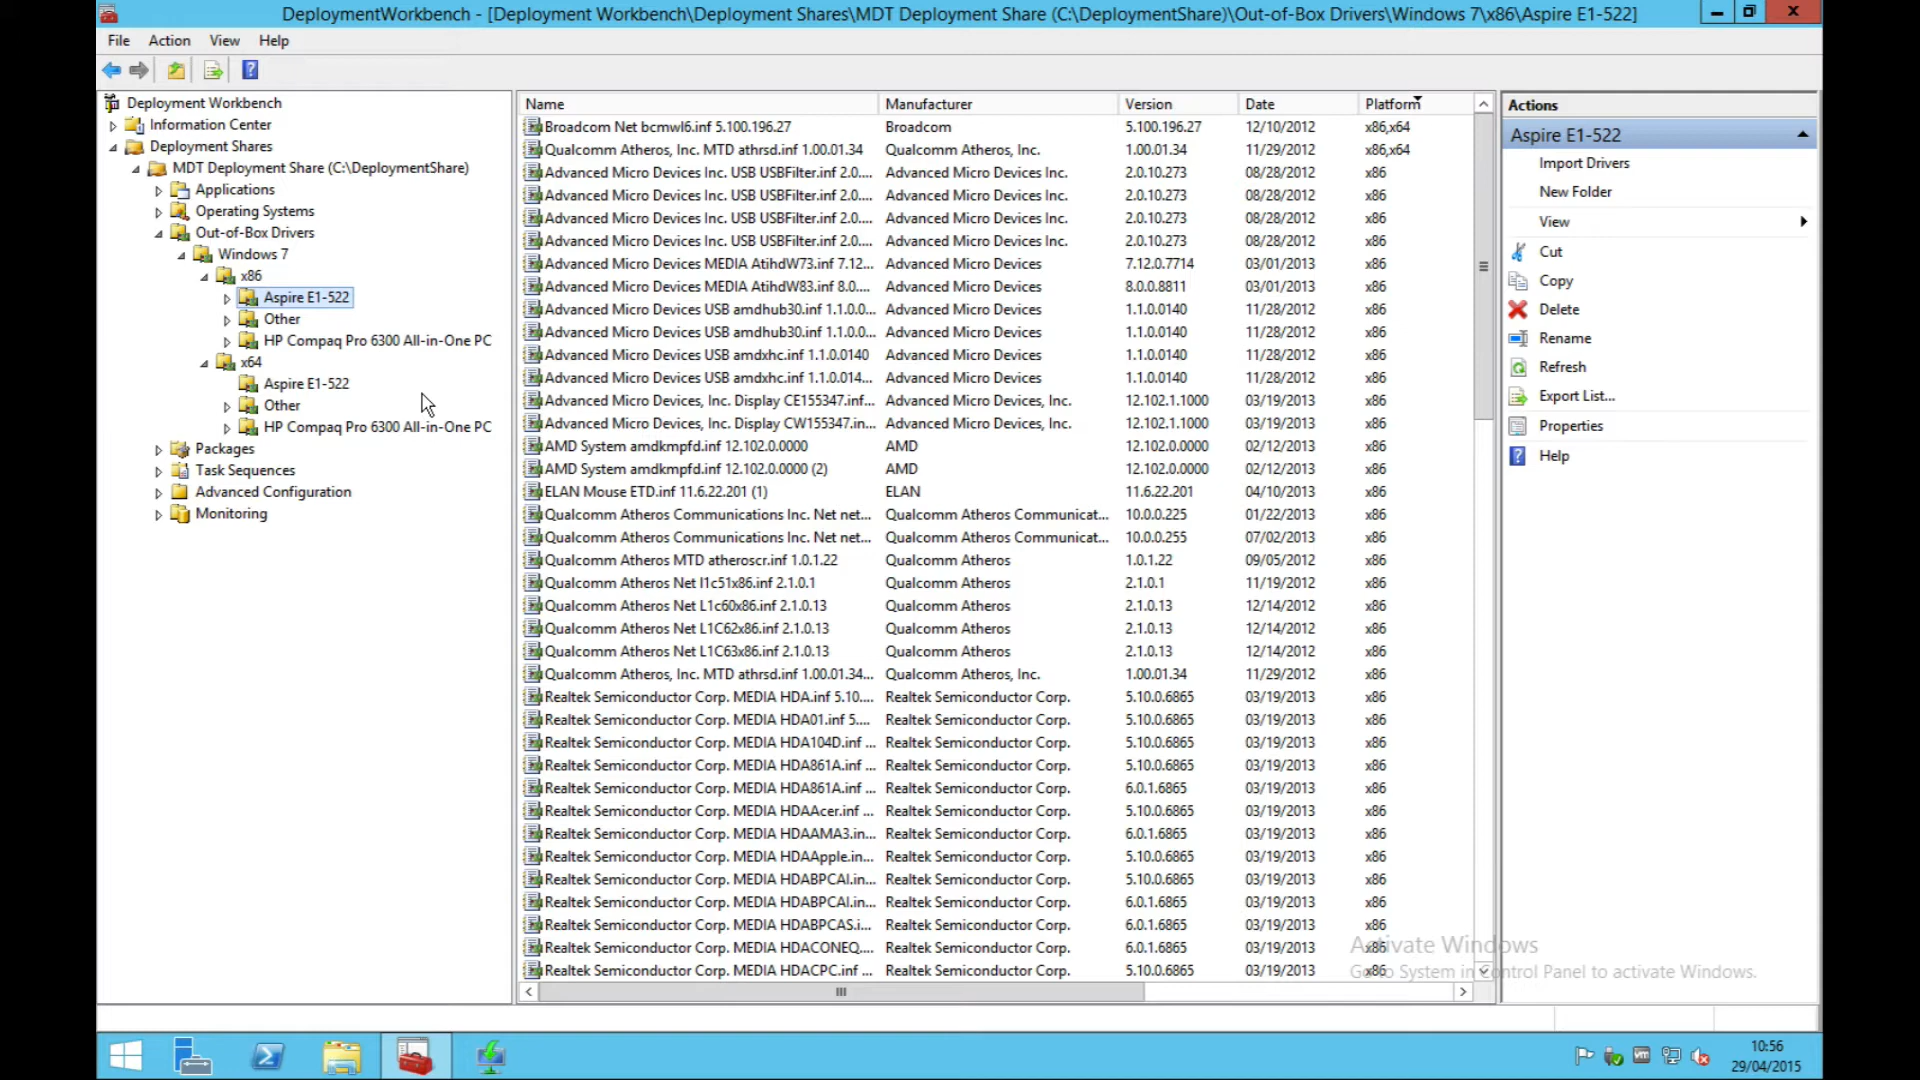 DeploymentWorkbench - [Deployment Workbench\Deployment Shares\MDT Deployment Share (C:\DeploymentShare)\Out-of-Box Drivers\Windows 7\x86\Aspire E1-522]
File Action View Help
Deployment Workbench
Information Center
Deployment Shares
MDT Deployment Share (C:\DeploymentShare)
Applications
Operating Systems
Out-of-Box Drivers
Windows 7
x86
Aspire E1-522
Other
HP Compaq Pro 6300 All-in-One PC
x64
Aspire E1-522
Other
HP Compaq Pro 6300 All-in-One PC
Packages
Task Sequences
Advanced Configuration
Monitoring
Name Manufacturer Version Date Platform
Broadcom Net bcmwl6.inf 5.100.196.27 Broadcom 5.100.196.27 12/10/2012 x86,x64
Qualcomm Atheros, Inc. MTD athrsd.inf 1.00.01.34 Qualcomm Atheros, Inc. 1.00.01.34 11/29/2012 x86,x64
Advanced Micro Devices Inc. USB USBFilter.inf 2.0.... Advanced Micro Devices Inc. 2.0.10.273 08/28/2012 x86
Advanced Micro Devices Inc. USB USBFilter.inf 2.0.... Advanced Micro Devices Inc. 2.0.10.273 08/28/2012 x86
Advanced Micro Devices Inc. USB USBFilter.inf 2.0.... Advanced Micro Devices Inc. 2.0.10.273 08/28/2012 x86
Advanced Micro Devices Inc. USB USBFilter.inf 2.0.... Advanced Micro Devices Inc. 2.0.10.273 08/28/2012 x86
Advanced Micro Devices MEDIA AtihdW73.inf 7.12... Advanced Micro Devices 7.12.0.7714 03/01/2013 x86
Advanced Micro Devices MEDIA AtihdW83.inf 8.0.... Advanced Micro Devices 8.0.0.8811 03/01/2013 x86
Advanced Micro Devices USB amdhub30.inf 1.1.0.0... Advanced Micro Devices 1.1.0.0140 11/28/2012 x86
Advanced Micro Devices USB amdhub30.inf 1.1.0.0... Advanced Micro Devices 1.1.0.0140 11/28/2012 x86
Advanced Micro Devices USB amdxhc.inf 1.1.0.0140 Advanced Micro Devices 1.1.0.0140 11/28/2012 x86
Advanced Micro Devices USB amdxhc.inf 1.1.0.014... Advanced Micro Devices 1.1.0.0140 11/28/2012 x86
Advanced Micro Devices, Inc. Display CE155347.inf... Advanced Micro Devices, Inc. 12.102.1.1000 03/19/2013 x86
Advanced Micro Devices, Inc. Display CW155347.in... Advanced Micro Devices, Inc. 12.102.1.1000 03/19/2013 x86
AMD System amdkmpfd.inf 12.102.0.0000 AMD 12.102.0.0000 02/12/2013 x86
AMD System amdkmpfd.inf 12.102.0.0000 (2) AMD 12.102.0.0000 02/12/2013 x86
ELAN Mouse ETD.inf 11.6.22.201 (1) ELAN 11.6.22.201 04/10/2013 x86
Qualcomm Atheros Communications Inc. Net net... Qualcomm Atheros Communicat... 10.0.0.225 01/22/2013 x86
Qualcomm Atheros Communications Inc. Net net... Qualcomm Atheros Communicat... 10.0.0.255 07/02/2013 x86
Qualcomm Atheros MTD atheroscr.inf 1.0.1.22 Qualcomm Atheros 1.0.1.22 09/05/2012 x86
Qualcomm Atheros Net l1c51x86.inf 2.1.0.1 Qualcomm Atheros 2.1.0.1 11/19/2012 x86
Qualcomm Atheros Net L1c60x86.inf 2.1.0.13 Qualcomm Atheros 2.1.0.13 12/14/2012 x86
Qualcomm Atheros Net L1C62x86.inf 2.1.0.13 Qualcomm Atheros 2.1.0.13 12/14/2012 x86
Qualcomm Atheros Net L1C63x86.inf 2.1.0.13 Qualcomm Atheros 2.1.0.13 12/14/2012 x86
Qualcomm Atheros, Inc. MTD athrsd.inf 1.00.01.34... Qualcomm Atheros, Inc. 1.00.01.34 11/29/2012 x86
Realtek Semiconductor Corp. MEDIA HDA.inf 5.10.... Realtek Semiconductor Corp. 5.10.0.6865 03/19/2013 x86
Realtek Semiconductor Corp. MEDIA HDA01.inf 5.... Realtek Semiconductor Corp. 5.10.0.6865 03/19/2013 x86
Realtek Semiconductor Corp. MEDIA HDA104D.inf ... Realtek Semiconductor Corp. 5.10.0.6865 03/19/2013 x86
Realtek Semiconductor Corp. MEDIA HDA861A.inf ... Realtek Semiconductor Corp. 5.10.0.6865 03/19/2013 x86
Realtek Semiconductor Corp. MEDIA HDA861A.inf ... Realtek Semiconductor Corp. 6.0.1.6865 03/19/2013 x86
Realtek Semiconductor Corp. MEDIA HDAAcer.inf ... Realtek Semiconductor Corp. 5.10.0.6865 03/19/2013 x86
Realtek Semiconductor Corp. MEDIA HDAAMA3.in... Realtek Semiconductor Corp. 6.0.1.6865 03/19/2013 x86
Realtek Semiconductor Corp. MEDIA HDAApple.in... Realtek Semiconductor Corp. 5.10.0.6865 03/19/2013 x86
Realtek Semiconductor Corp. MEDIA HDABPCAI.in... Realtek Semiconductor Corp. 5.10.0.6865 03/19/2013 x86
Realtek Semiconductor Corp. MEDIA HDABPCAI.in... Realtek Semiconductor Corp. 6.0.1.6865 03/19/2013 x86
Realtek Semiconductor Corp. MEDIA HDABPCAS.i... Realtek Semiconductor Corp. 6.0.1.6865 03/19/2013 x86
Realtek Semiconductor Corp. MEDIA HDACONEQ.... Realtek Semiconductor Corp. 6.0.1.6865 03/19/2013 x86
Realtek Semiconductor Corp. MEDIA HDACPC.inf ... Realtek Semiconductor Corp. 5.10.0.6865 03/19/2013 x86
Actions
Aspire E1-522
Import Drivers
New Folder
View
Cut
Copy
Delete
Rename
Refresh
Export List...
Properties
Help
Activate Windows
Go to System in Control Panel to activate Windows.
10:56
29/04/2015